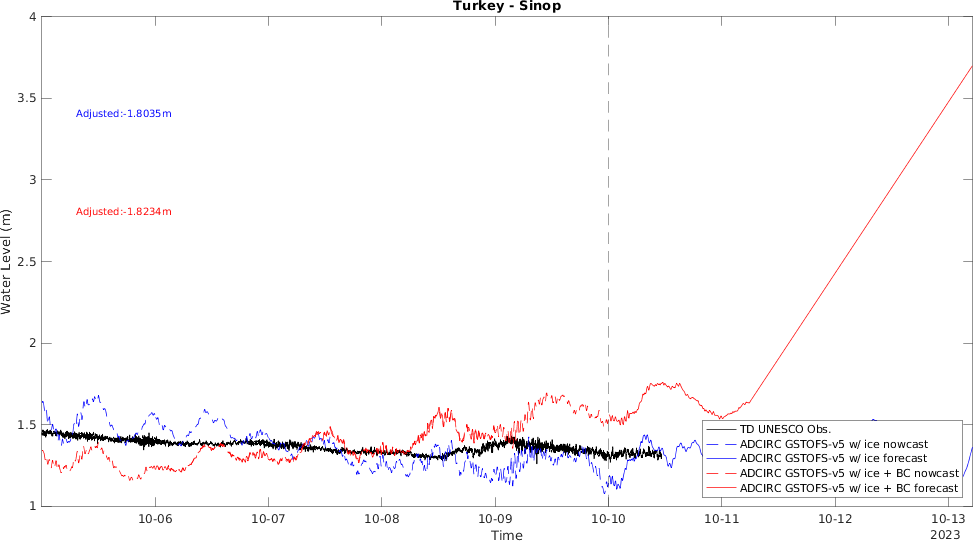 Turkey - Sinop
4
3.5
3
2.5
2
1.5
1
Water Level (m)
Adjusted:-1.8035m
Adjusted:-1.8234m
TD UNESCO Obs.
ADCIRC GSTOFS-v5 w/ ice nowcast
ADCIRC GSTOFS-v5 w/ ice forecast
ADCIRC GSTOFS-v5 w/ ice + BC nowcast
ADCIRC GSTOFS-v5 w/ ice + BC forecast
10-06 10-07 10-08 10-09 10-10 10-11 10-12 10-13
2023
Time